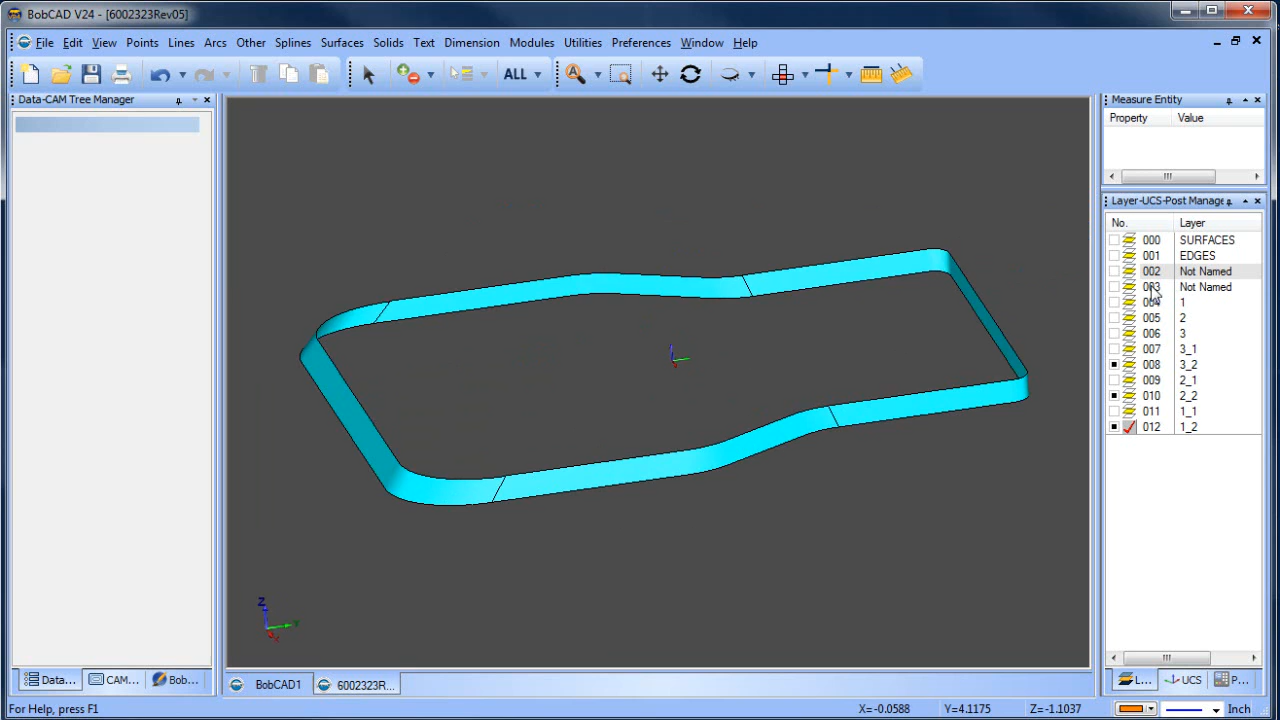 BobCAD V24 - [6002323Rev05]
File Edit View Points Lines Arcs Other Splines Surfaces Solids Text Dimension Modules Utilities Preferences Window Help
ALL
Data-CAM Tree Manager
Measure Entity
Property Value
Layer-UCS-Post Manage
No. Layer
000 SURFACES
001 EDGES
002 Not Named
003 Not Named
004 1
005 2
006 3
007 3_1
008 3_2
009 2_1
010 2_2
011 1_1
012 1_2
Z
Y
X
Data... CAM... Bob...
BobCAD1 6002323R...
L... UCS P...
For Help, press F1
X=-0.0588 Y=4.1175 Z=-1.1037
Inch